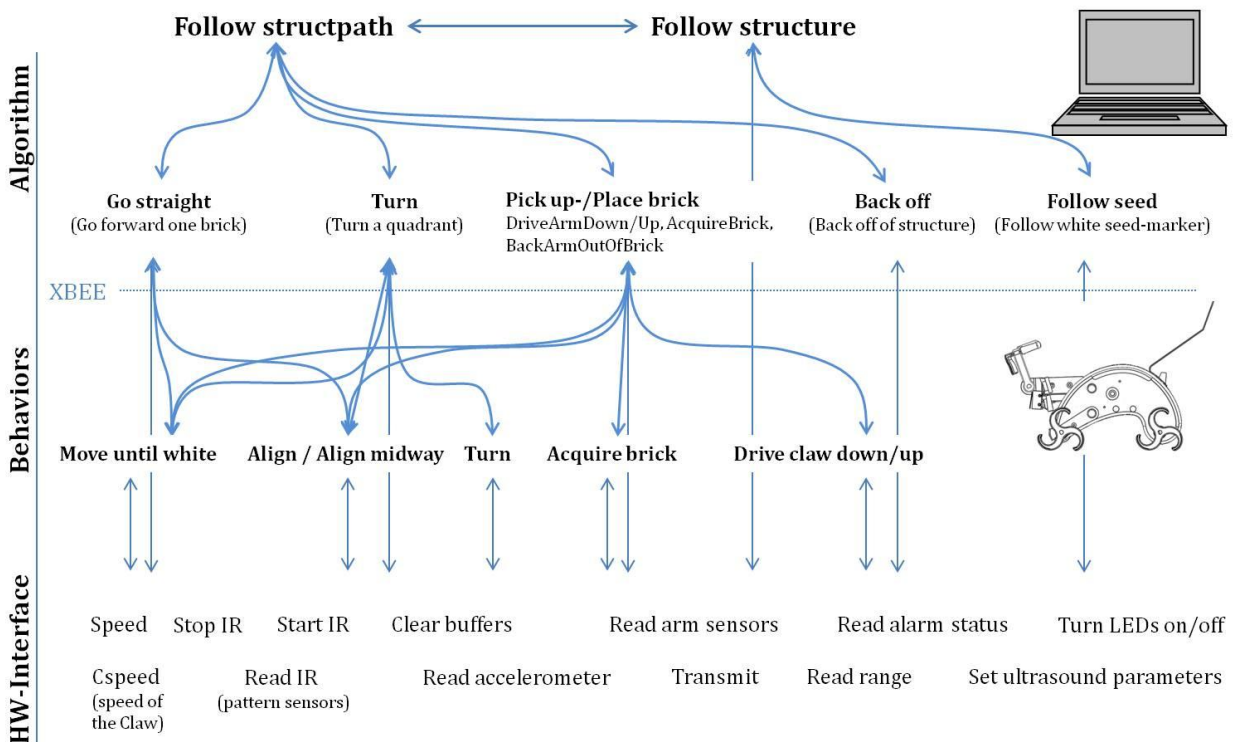 Follow structpath
Follow structure
Algorithm
Go straight
(Go forward one brick)
Turn
(Turn a quadrant)
Pick up-/Place brick
DriveArmDown/Up, AcquireBrick,
BackArmOutOfBrick
Back off
(Back off of structure)
Follow seed
(Follow white seed-marker)
XBEE
Behaviors
Move until white
Align / Align midway
Turn
Acquire brick
Drive claw down/up
HW-Interface
Speed
Stop IR
Start IR
Clear buffers
Read arm sensors
Read alarm status
Turn LEDs on/off
Cspeed
(speed of
the Claw)
Read IR
(pattern sensors)
Read accelerometer
Transmit
Read range
Set ultrasound parameters